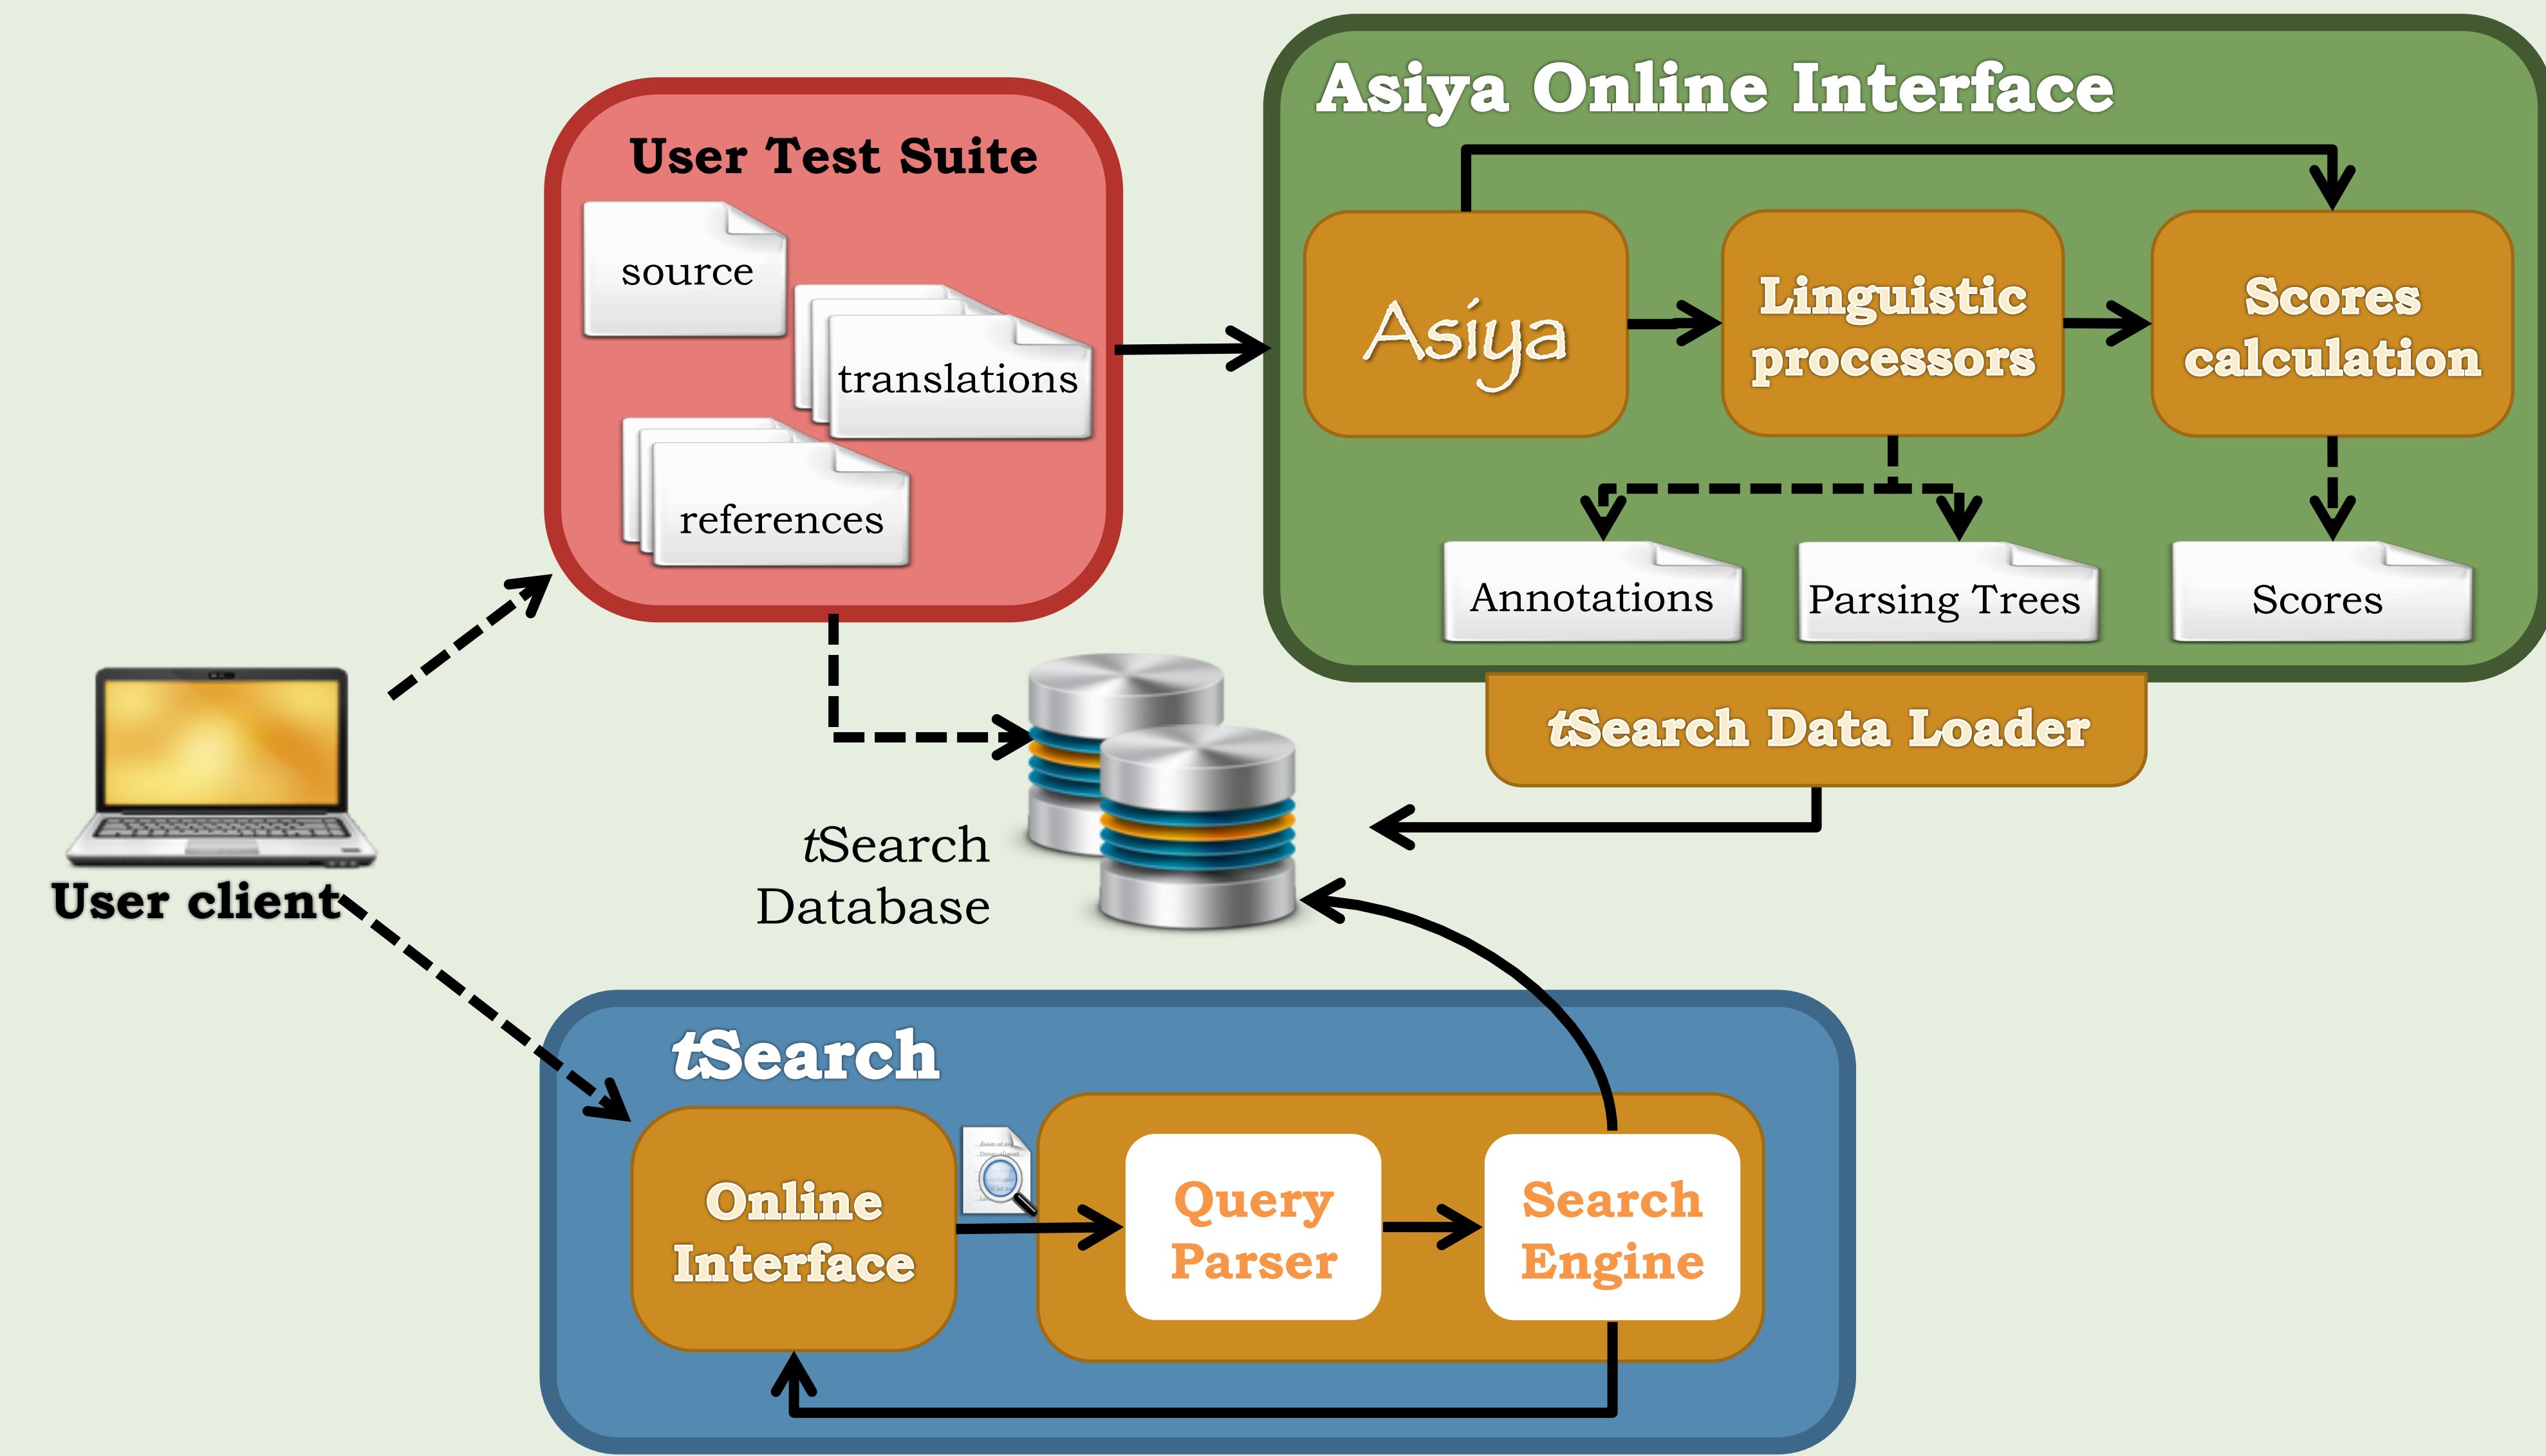 Asiya Online Interface
User Test Suite
source
translations
references
Asiya
Linguistic
processors
Scores
calculation
Annotations
Parsing Trees
Scores
tSearch Data Loader
tSearch
Database
User client
tSearch
Online
Interface
Query
Parser
Search
Engine